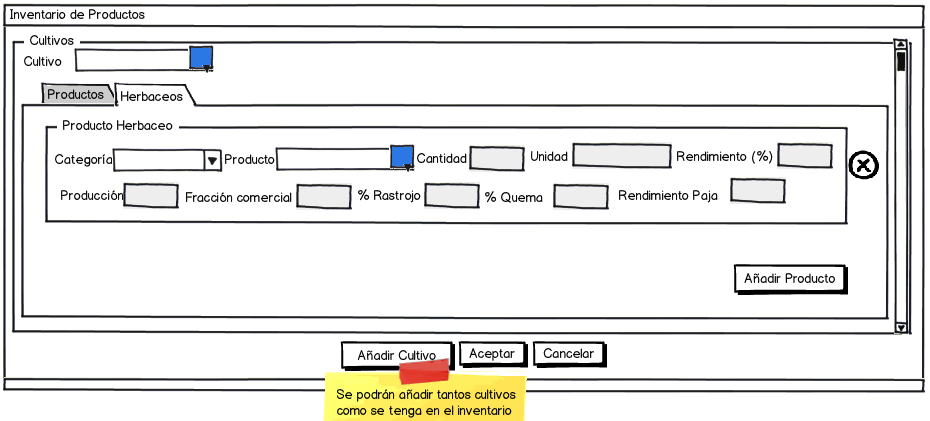 Inventario de Productos
Cultivos
Cultivo
Productos Herbaceos
Producto Herbaceo
Categoría Producto Cantidad Unidad Rendimiento (%)
Producción Fracción comercial % Rastrojo % Quema Rendimiento Paja
Añadir Producto
Añadir Cultivo Aceptar Cancelar
Se podrán añadir tantos cultivos
como se tenga en el inventario